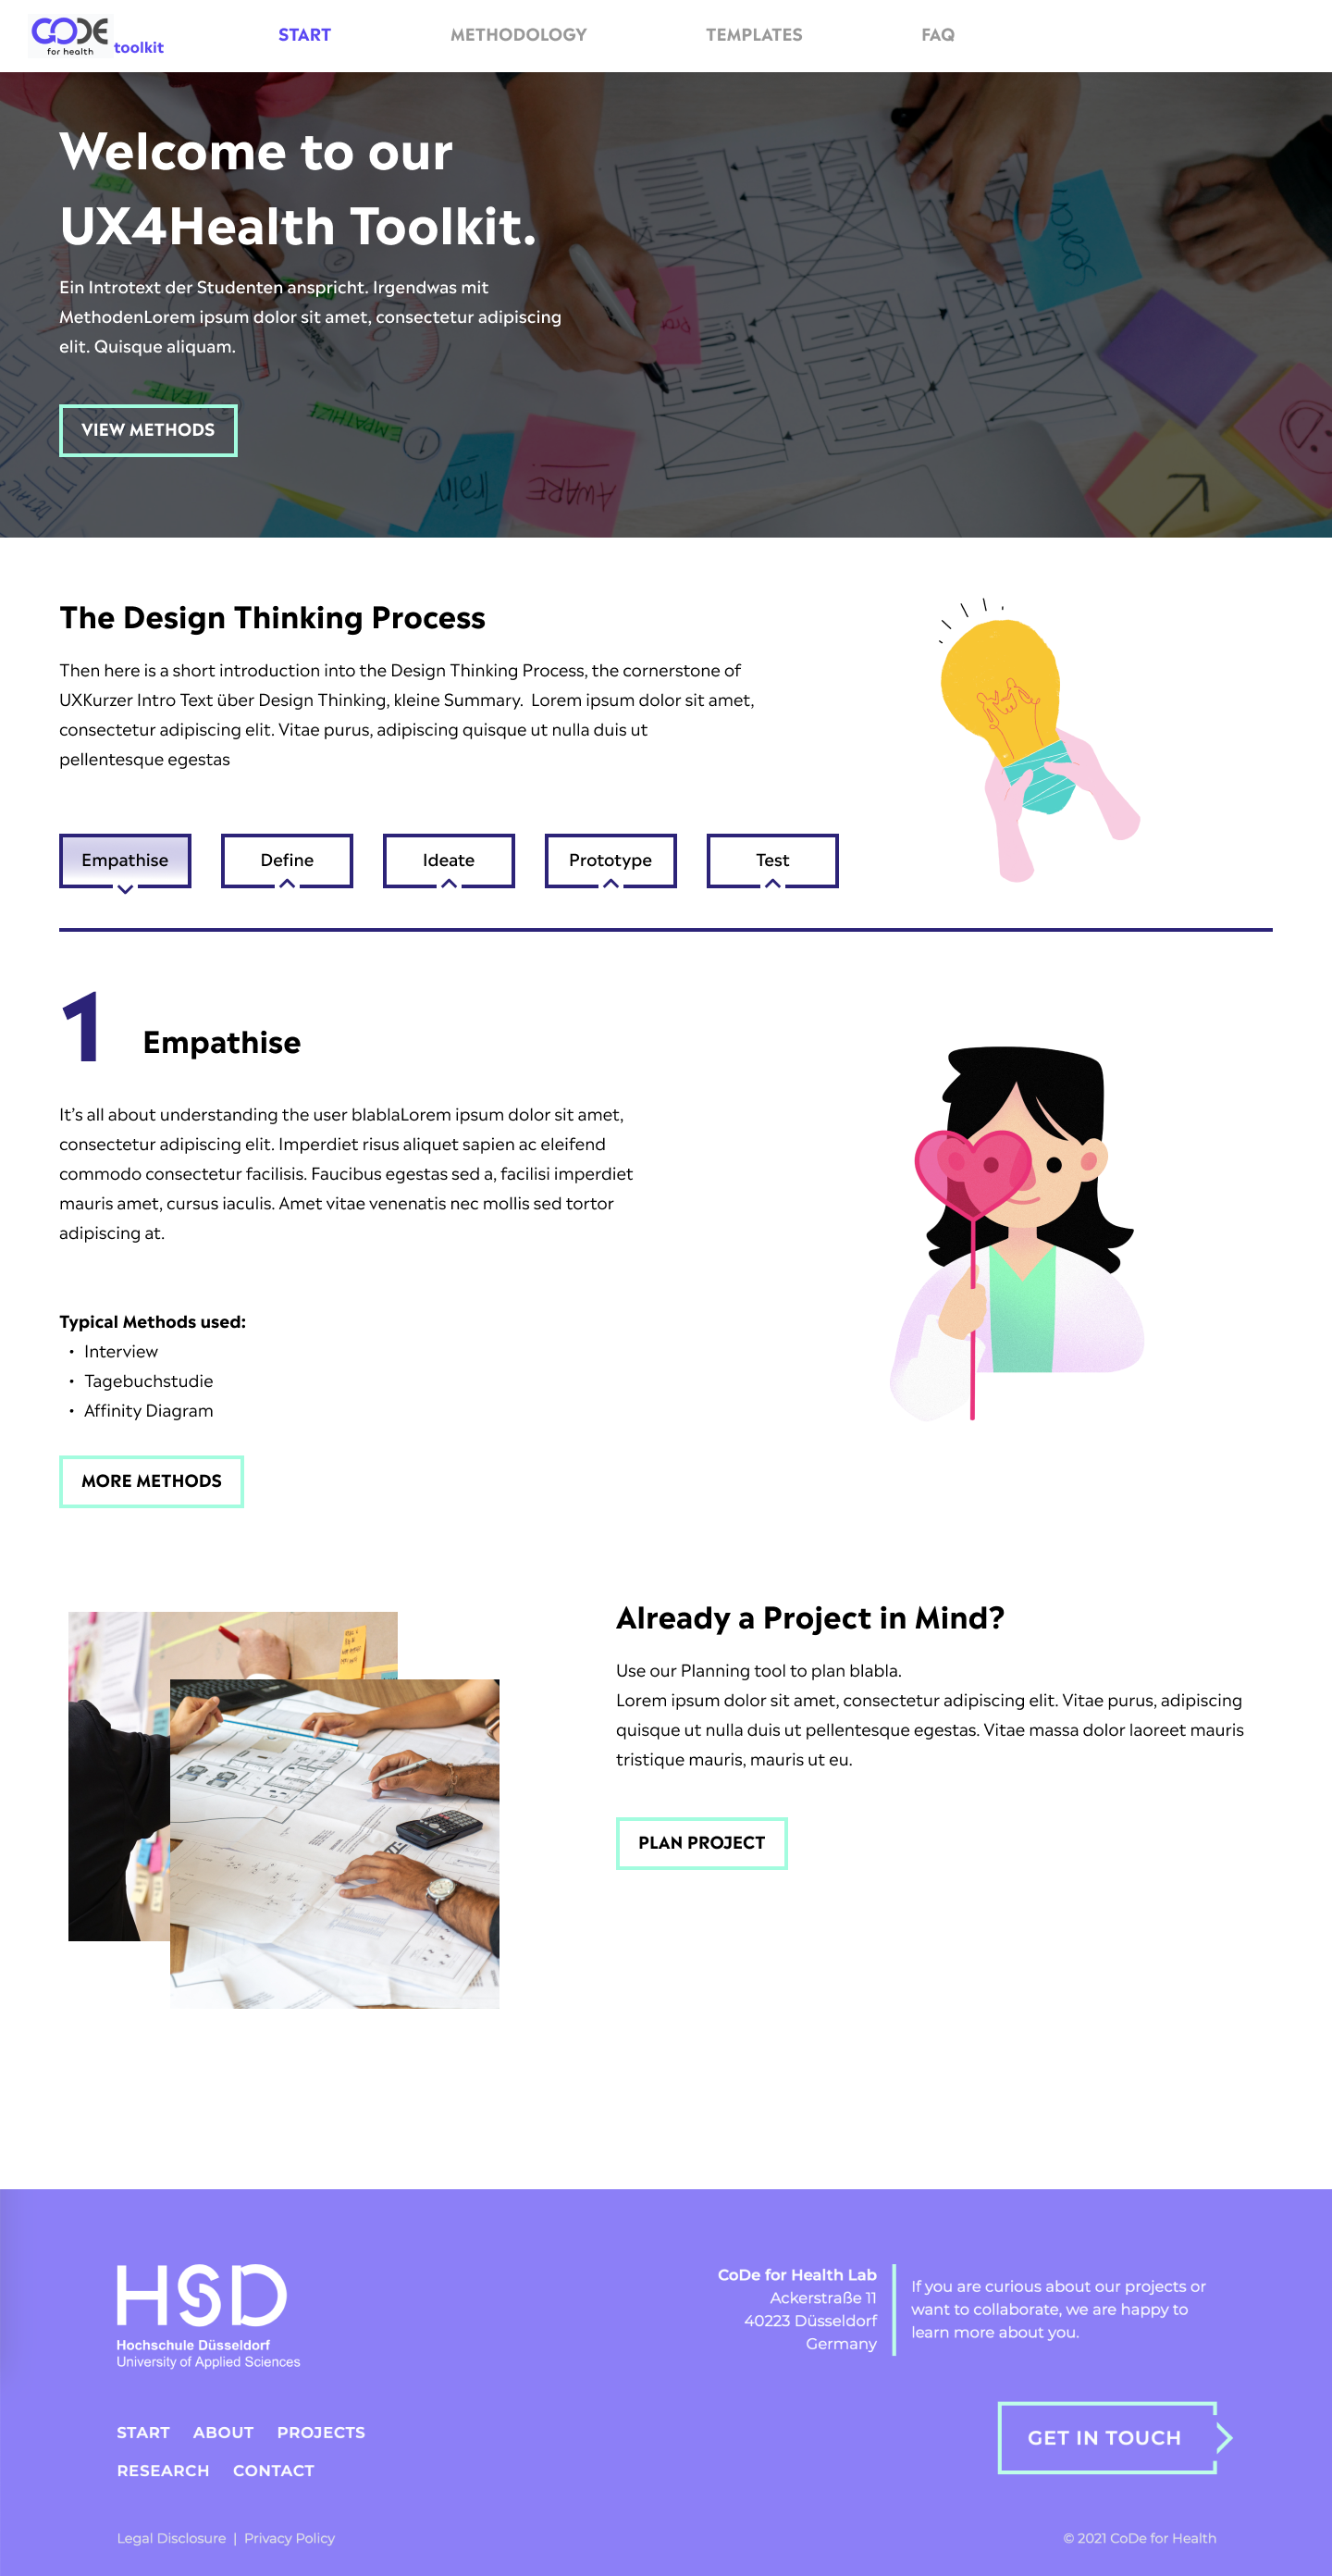 CODE
for health
toolkit
START
METHODOLOGY
TEMPLATES
FAQ
Welcome to our
UX4Health Toolkit.
Ein Introtext der Studenten anspricht. Irgendwas mit
MethodenLorem ipsum dolor sit amet, consectetur adipiscing
elit. Quisque aliquam.
IDEATE
EMPATHIZE
AWARE
VIEW METHODS
The Design Thinking Process
Then here is a short introduction into the Design Thinking Process, the cornerstone of
UXKurzer Intro Text über Design Thinking, kleine Summary. Lorem ipsum dolor sit amet,
consectetur adipiscing elit. Vitae purus, adipiscing quisque ut nulla duis ut
pellentesque egestas
Empathise
Define
Ideate
Prototype
Test
1
Empathise
It’s all about understanding the user blablaLorem ipsum dolor sit amet,
consectetur adipiscing elit. Imperdiet risus aliquet sapien ac eleifend
commodo consectetur facilisis. Faucibus egestas sed a, facilisi imperdiet
mauris amet, cursus iaculis. Amet vitae venenatis nec mollis sed tortor
adipiscing at.
Typical Methods used:
• Interview
• Tagebuchstudie
• Affinity Diagram
MORE METHODS
Already a Project in Mind?
Use our Planning tool to plan blabla.
Lorem ipsum dolor sit amet, consectetur adipiscing elit. Vitae purus, adipiscing
quisque ut nulla duis ut pellentesque egestas. Vitae massa dolor laoreet mauris
tristique mauris, mauris ut eu.
PLAN PROJECT
HSD
Hochschule Düsseldorf
University of Applied Sciences
CoDe for Health Lab
Ackerstraße 11
40223 Düsseldorf
Germany
If you are curious about our projects or
want to collaborate, we are happy to
learn more about you.
START ABOUT PROJECTS
RESEARCH CONTACT
GET IN TOUCH
Legal Disclosure | Privacy Policy
© 2021 CoDe for Health